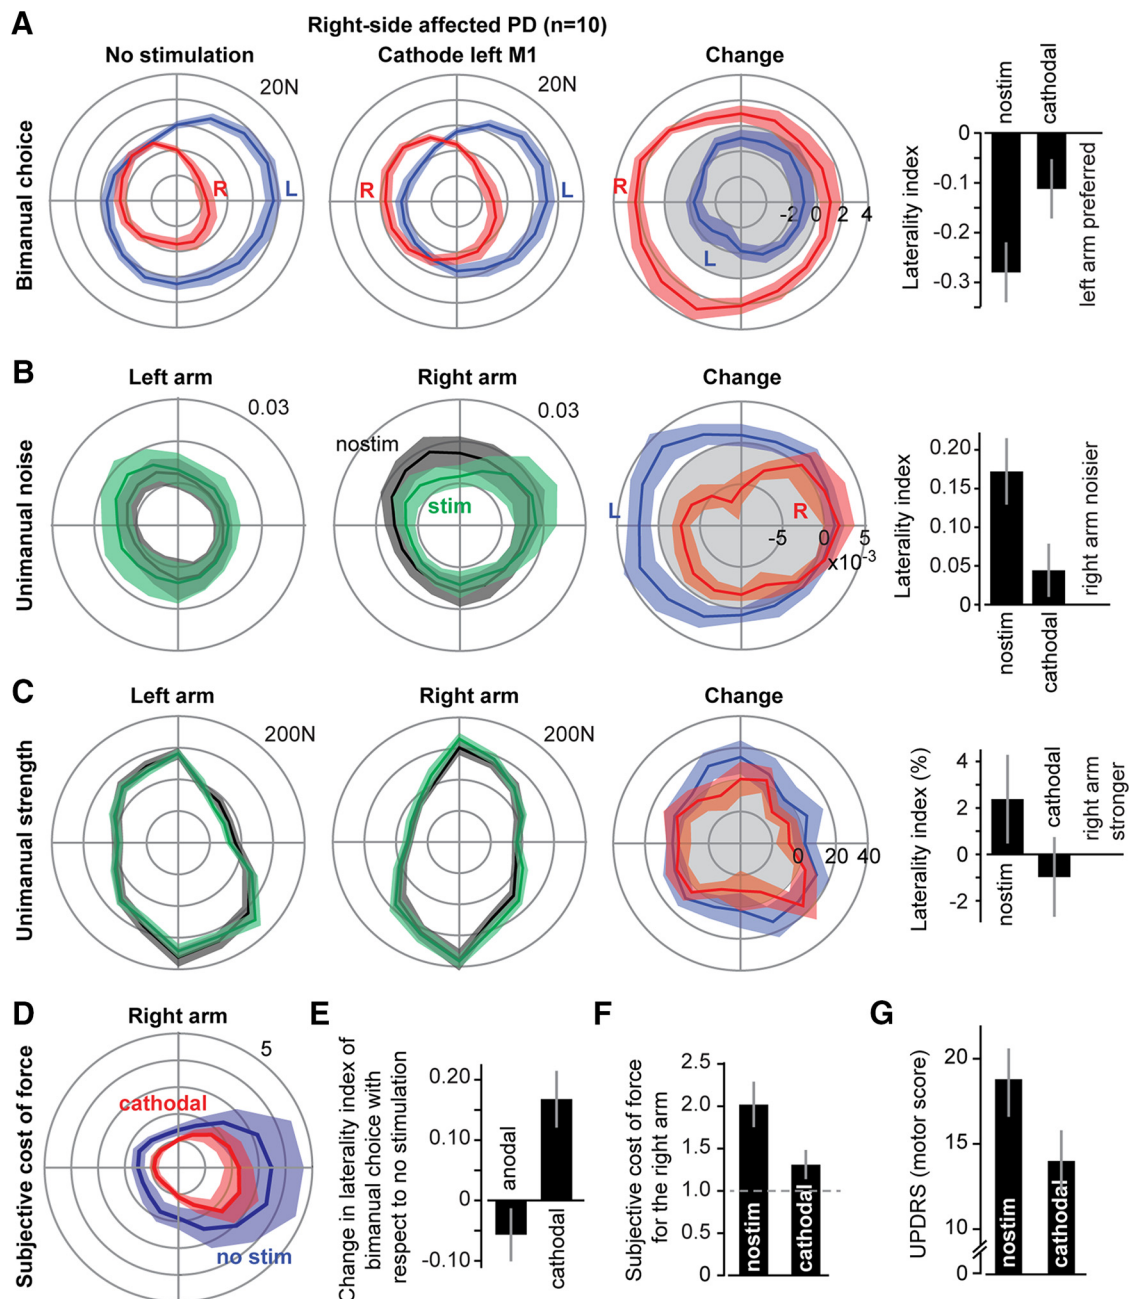 A
Right-side affected PD (n=10)
No stimulation
Cathode left M1
Change
Bimanual choice
20N
R
L
20N
R
L
R
L
-2 0 2 4
nostim
cathodal
Laterality index
0
-0.1
-0.2
-0.3
left arm preferred
B
Left arm
Right arm
Change
Unimanual noise
0.03
0.03
nostim
stim
L
R
-5 0 5
x10-3
Laterality index
0.20
0.15
0.10
0.05
0
nostim
cathodal
right arm noisier
C
Left arm
Right arm
Change
Unimanual strength
200N
200N
0 20 40
Laterality index (%)
4
2
0
-2
nostim
cathodal
right arm
stronger
D
Right arm
Subjective cost of force
5
cathodal
no stim
E
Change in laterality index of
bimanual choice with
respect to no stimulation
0.20
0.10
0
-0.10
anodal
cathodal
F
Subjective cost of force
for the right arm
2.5
2.0
1.5
1.0
0.5
0
nostim
cathodal
G
UPDRS (motor score)
20
15
10
0
nostim
cathodal